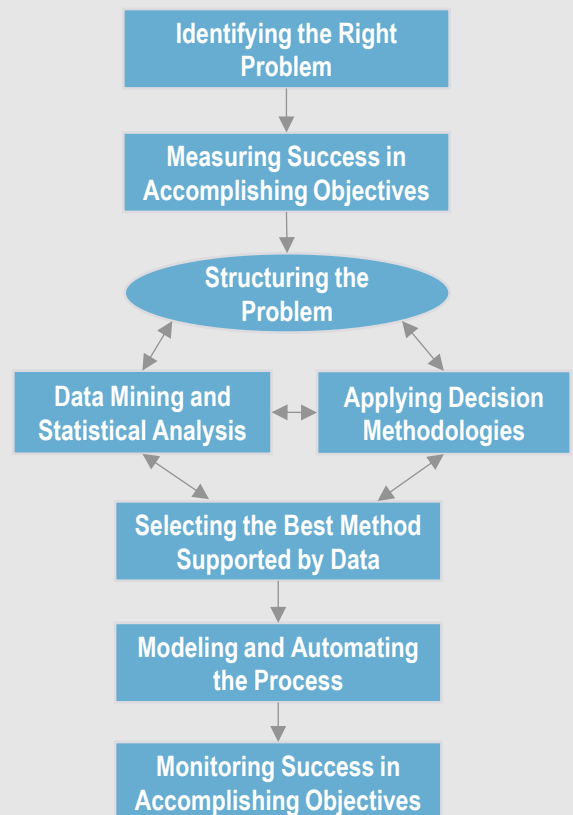 Identifying the Right
Problem
Measuring Success in
Accomplishing Objectives
Structuring the
Problem
Data Mining and
Statistical Analysis
Applying Decision
Methodologies
Selecting the Best Method
Supported by Data
Modeling and Automating
the Process
Monitoring Success in
Accomplishing Objectives